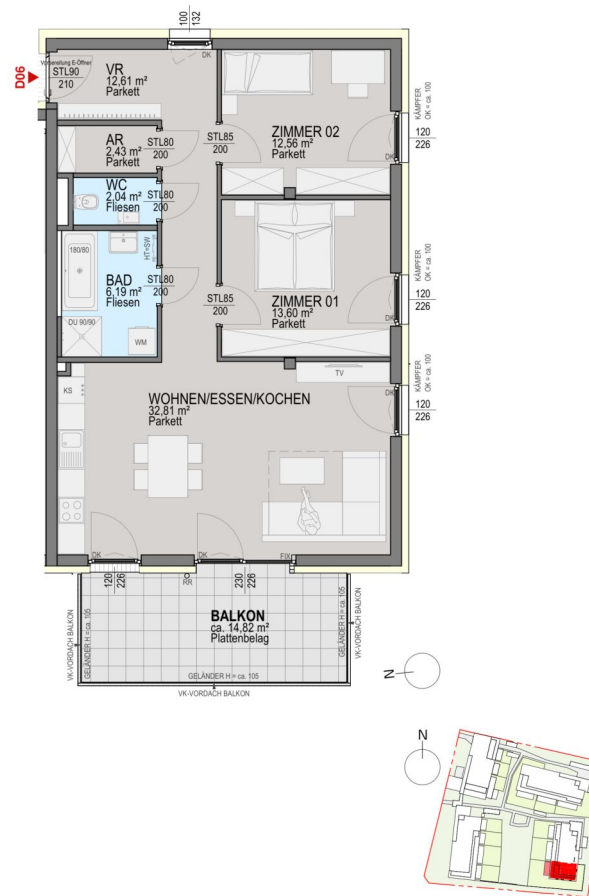 100
132
DK
D06
Vorbereitung E-Öffner
STL90
210
VR
12,61 m²
Parkett
AR
2,43 m²
Parkett
STL80
200
STL85
200
ZIMMER 02
12,56 m²
Parkett
DK
KÄMPFER
OK = ca. 100
120
226
WC
2,04 m²
Fliesen
STL80
200
180/80
HT=SW
BAD
6,19 m²
Fliesen
STL80
200
DU 90/90
WM
STL85
200
ZIMMER 01
13,60 m²
Parkett
DK
KÄMPFER
OK = ca. 100
120
226
KS
WOHNEN/ESSEN/KOCHEN
32,81 m²
Parkett
TV
DK
KÄMPFER
OK = ca. 100
120
226
DK
DK
FIX
120
226
RR
230
226
BALKON
ca. 14,82 m²
Plattenbelag
VK-VORDACH BALKON
GELÄNDER H = ca. 105
GELÄNDER H = ca. 105
VK-VORDACH BALKON
GELÄNDER H = ca. 105
VK-VORDACH BALKON
N
N